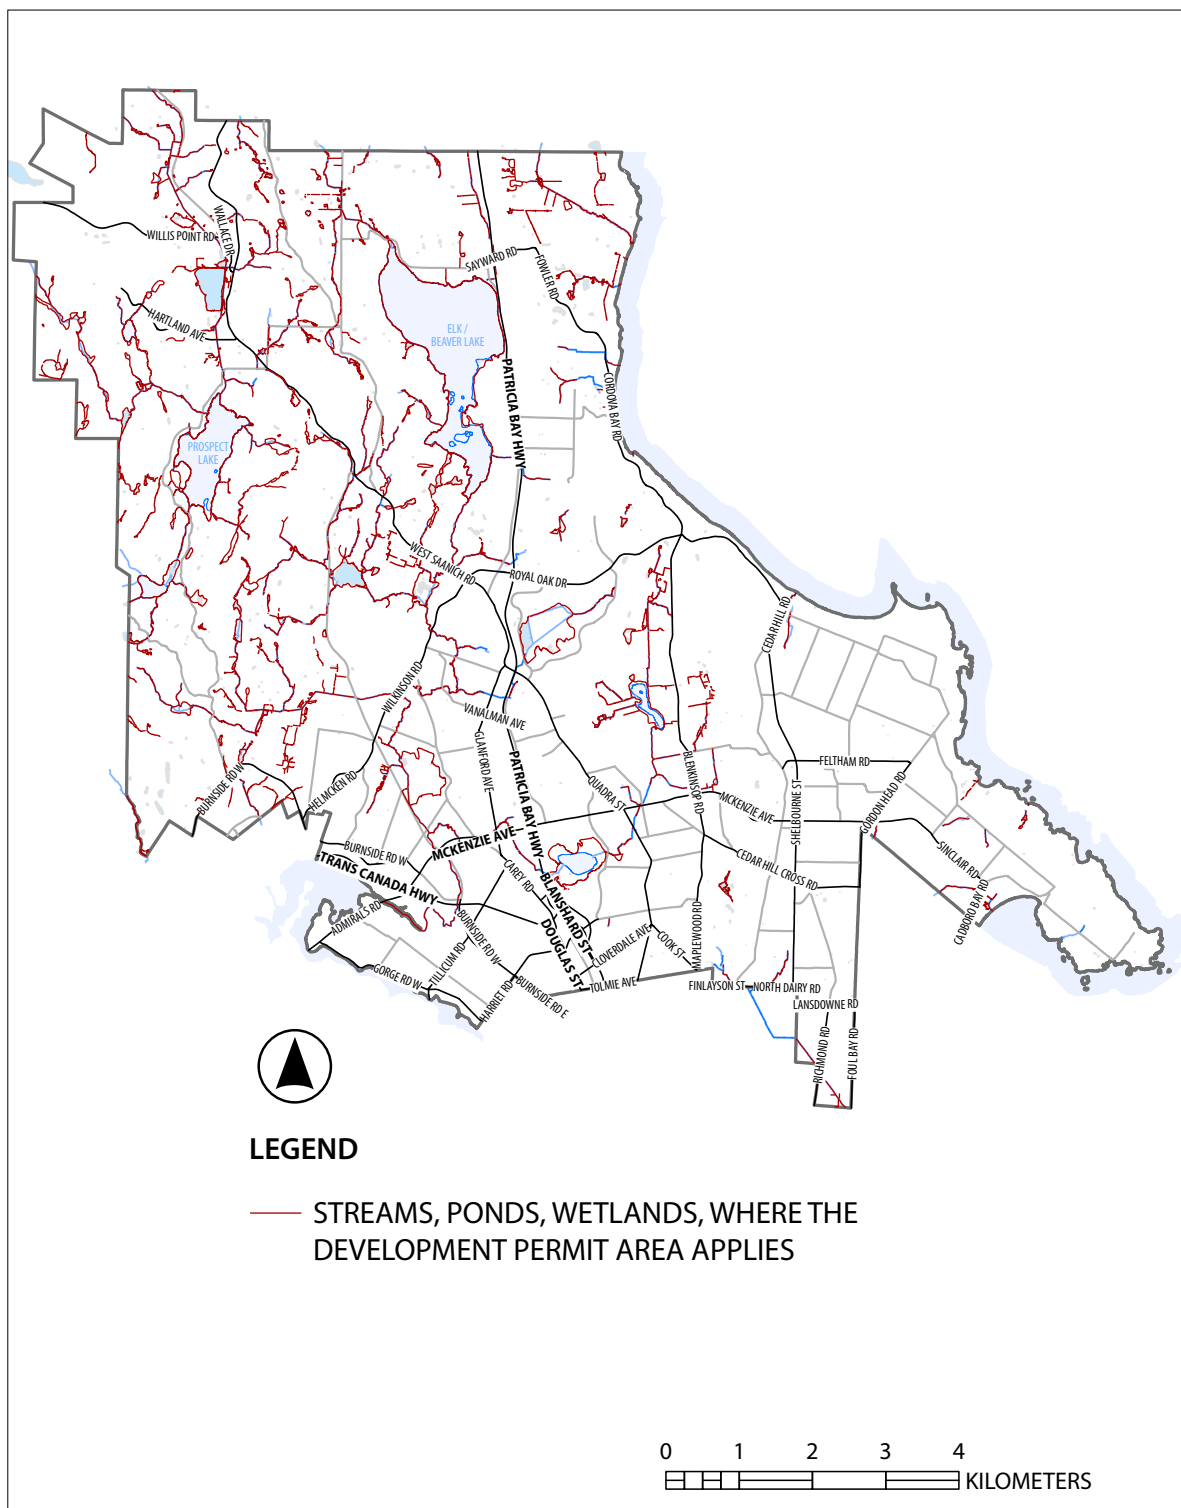 WILLIS POINT RD
WALLACE DR
SAYWARD RD
FOWLER RD
HARTLAND AVE
ELK /
BEAVER LAKE
PATRICIA BAY HWY
CORDOVA BAY RD
PROSPECT
LAKE
WEST SAANICH RD
ROYAL OAK DR
CEDAR HILL RD
WILKINSON RD
VANALMAN AVE
GLANFORD AVE
PATRICIA BAY HWY
QUADRA ST
BLENKINSOP RD
FELTHAM RD
SHELBOURNE ST
GORDON HEAD RD
BURNSIDE RD W
HELMCKEN RD
MCKENZIE AVE
MCKENZIE AVE
SINCLAIR RD
BURNSIDE RD W
CEDAR HILL CROSS RD
TRANS CANADA HWY
CAREY RD
BLANSHARD ST
CADBORO BAY RD
ADMIRALS RD
BURNSIDE RD W
DOUGLAS ST
CLOVERDALE AVE
COOK ST
MAPLEWOOD RD
TILLICUM RD
GORGE RD W
HARRIET RD
BURNSIDE RD E
TOLMIE AVE
FINLAYSON ST
NORTH DAIRY RD
LANSDOWNE RD
RICHMOND RD
FOUL BAY RD
LEGEND
STREAMS, PONDS, WETLANDS, WHERE THE
DEVELOPMENT PERMIT AREA APPLIES
0 1 2 3 4
KILOMETERS